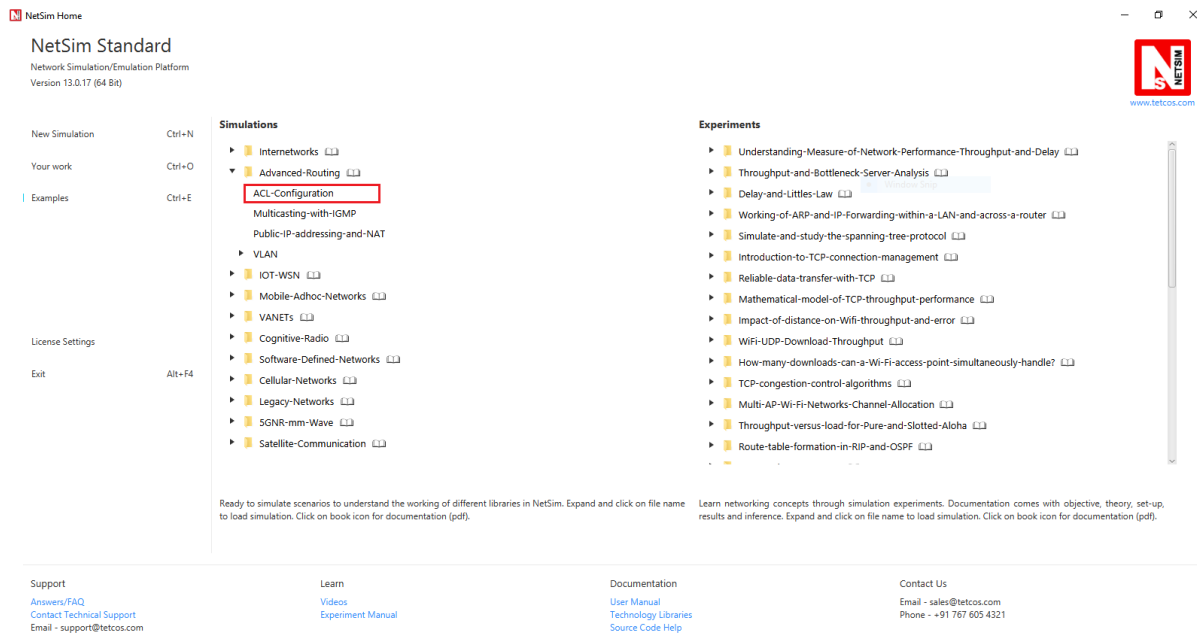 NetSim Home
NetSim Standard
Network Simulation/Emulation Platform
Version 13.0.17 (64 Bit)
N
S
NETSIM
www.tetcos.com
New Simulation Ctrl+N
Your work Ctrl+O
Examples Ctrl+E
License Settings
Exit Alt+F4
Simulations
Internetworks
Advanced-Routing
ACL-Configuration
Multicasting-with-IGMP
Public-IP-addressing-and-NAT
VLAN
IOT-WSN
Mobile-Adhoc-Networks
VANETs
Cognitive-Radio
Software-Defined-Networks
Cellular-Networks
Legacy-Networks
5GNR-mm-Wave
Satellite-Communication
Ready to simulate scenarios to understand the working of different libraries in NetSim. Expand and click on file name
to load simulation. Click on book icon for documentation (pdf).
Experiments
Understanding-Measure-of-Network-Performance-Throughput-and-Delay
Throughput-and-Bottleneck-Server-Analysis
Window Snip
Delay-and-Littles-Law
Working-of-ARP-and-IP-Forwarding-within-a-LAN-and-across-a-router
Simulate-and-study-the-spanning-tree-protocol
Introduction-to-TCP-connection-management
Reliable-data-transfer-with-TCP
Mathematical-model-of-TCP-throughput-performance
Impact-of-distance-on-Wifi-throughput-and-error
WiFi-UDP-Download-Throughput
How-many-downloads-can-a-Wi-Fi-access-point-simultaneously-handle?
TCP-congestion-control-algorithms
Multi-AP-Wi-Fi-Networks-Channel-Allocation
Throughput-versus-load-for-Pure-and-Slotted-Aloha
Route-table-formation-in-RIP-and-OSPF
Learn networking concepts through simulation experiments. Documentation comes with objective, theory, set-up,
results and inference. Expand and click on file name to load simulation. Click on book icon for documentation (pdf).
Support
Answers/FAQ
Contact Technical Support
Email - support@tetcos.com
Learn
Videos
Experiment Manual
Documentation
User Manual
Technology Libraries
Source Code Help
Contact Us
Email - sales@tetcos.com
Phone - +91 767 605 4321